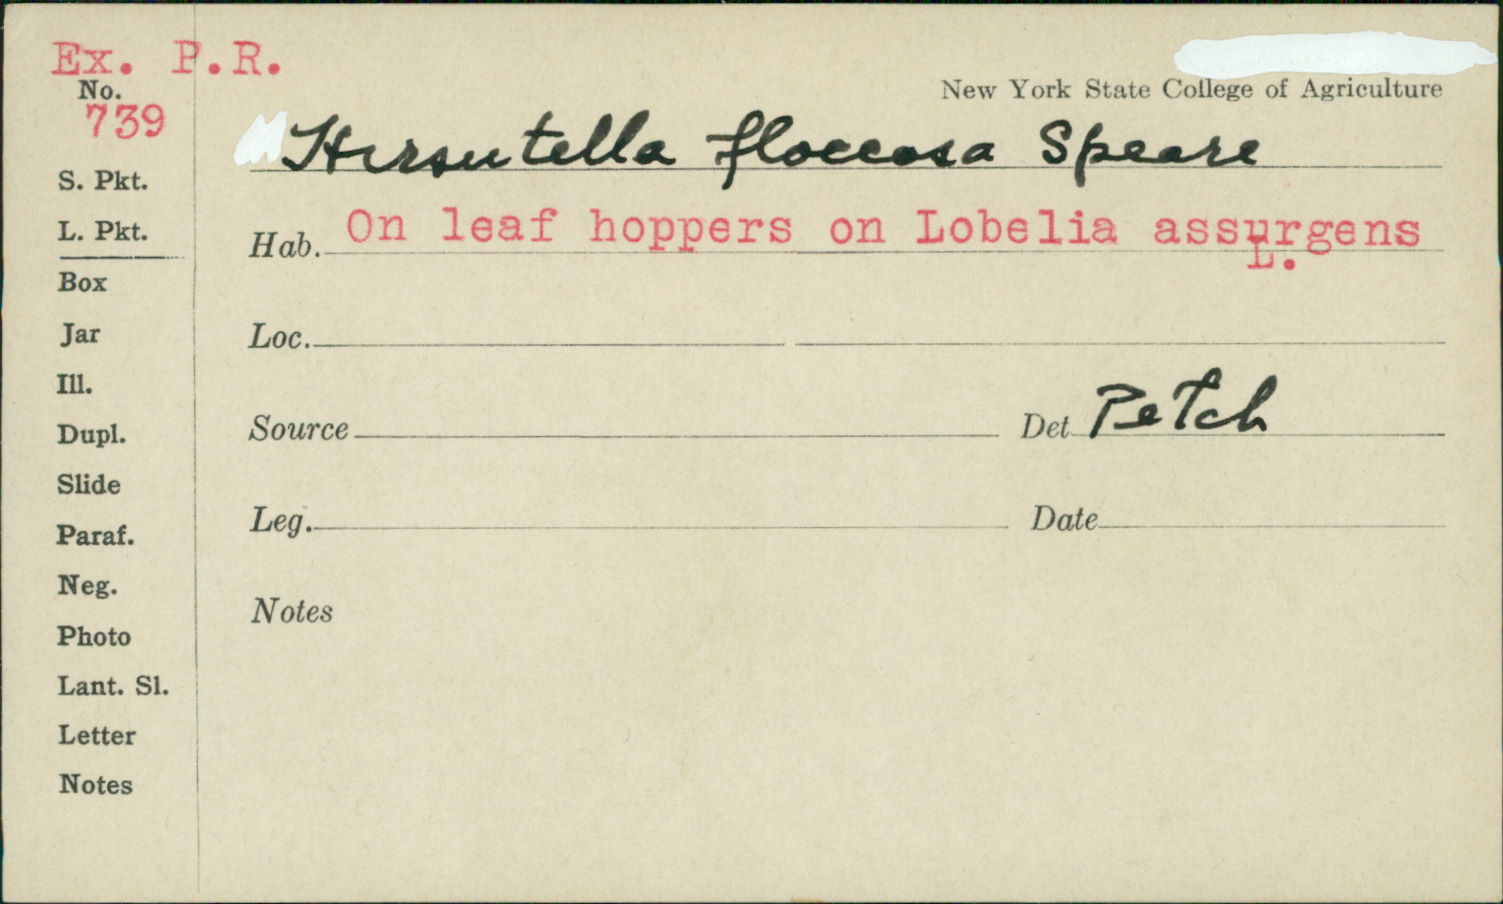 Ex. P.R.
No.
739
New York State College of Agriculture
Hirsutella floccosa Speare
S. Pkt.
L. Pkt.
Hab. On leaf hoppers on Lobelia assurgens
L.
Box
Jar
Loc.
Ill.
Dupl.
Source
Det Petch
Slide
Paraf.
Leg.
Date
Neg.
Notes
Photo
Lant. Sl.
Letter
Notes